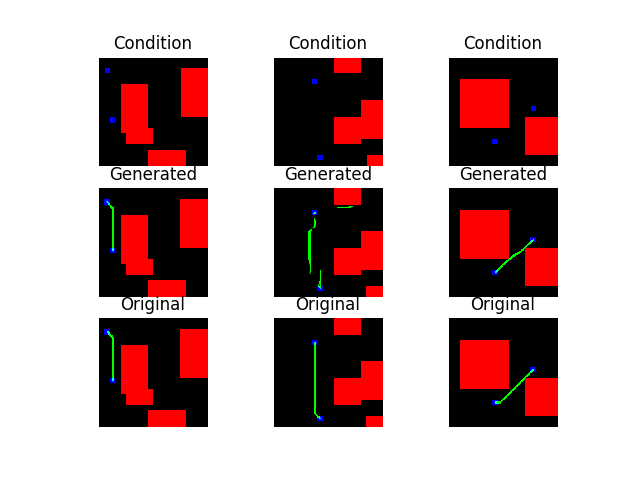 Condition
Condition
Condition
Generated
Generated
Generated
Original
Original
Original